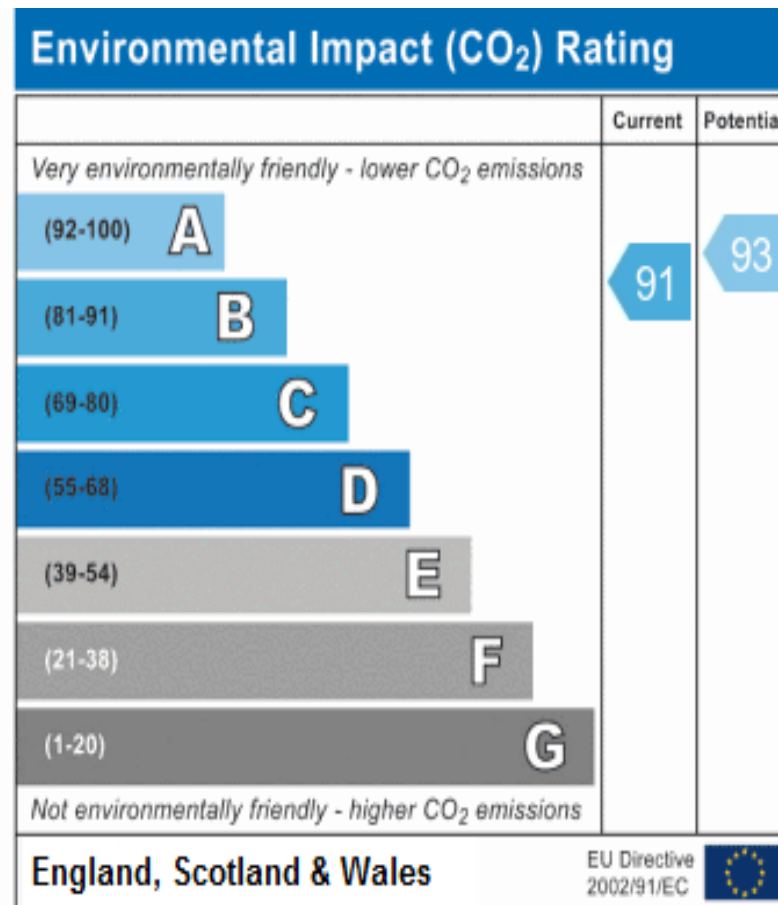 Environmental Impact (CO₂) Rating
Current Potentia
Very environmentally friendly - lower CO₂ emissions
(92-100) A
(81-91) B
91
93
(69-80) C
(55-68) D
(39-54) E
(21-38) F
(1-20) G
Not environmentally friendly - higher CO₂ emissions
England, Scotland & Wales
EU Directive
2002/91/EC